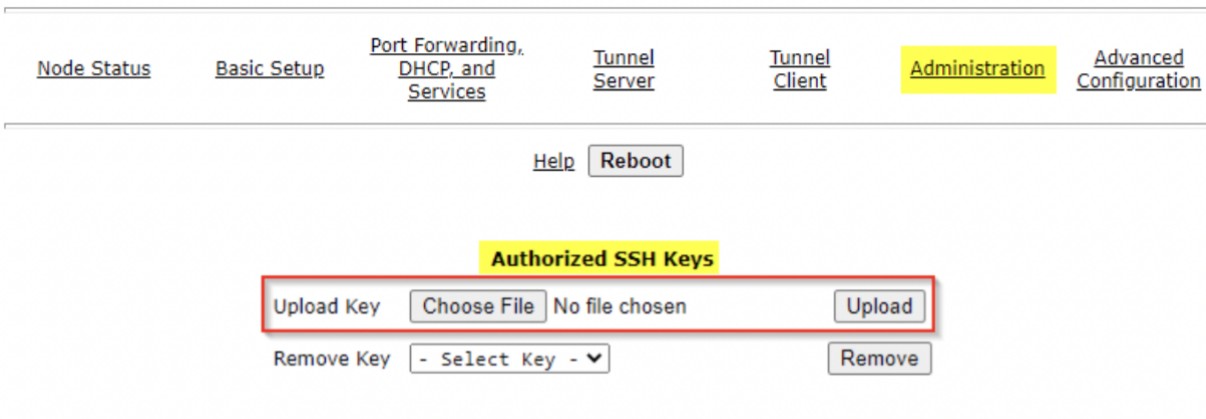 Node Status
Basic Setup
Port Forwarding,
DHCP, and
Services
Tunnel
Server
Tunnel
Client
Administration
Advanced
Configuration
Help Reboot
Authorized SSH Keys
Upload Key Choose File No file chosen Upload
Remove Key - Select Key - Remove